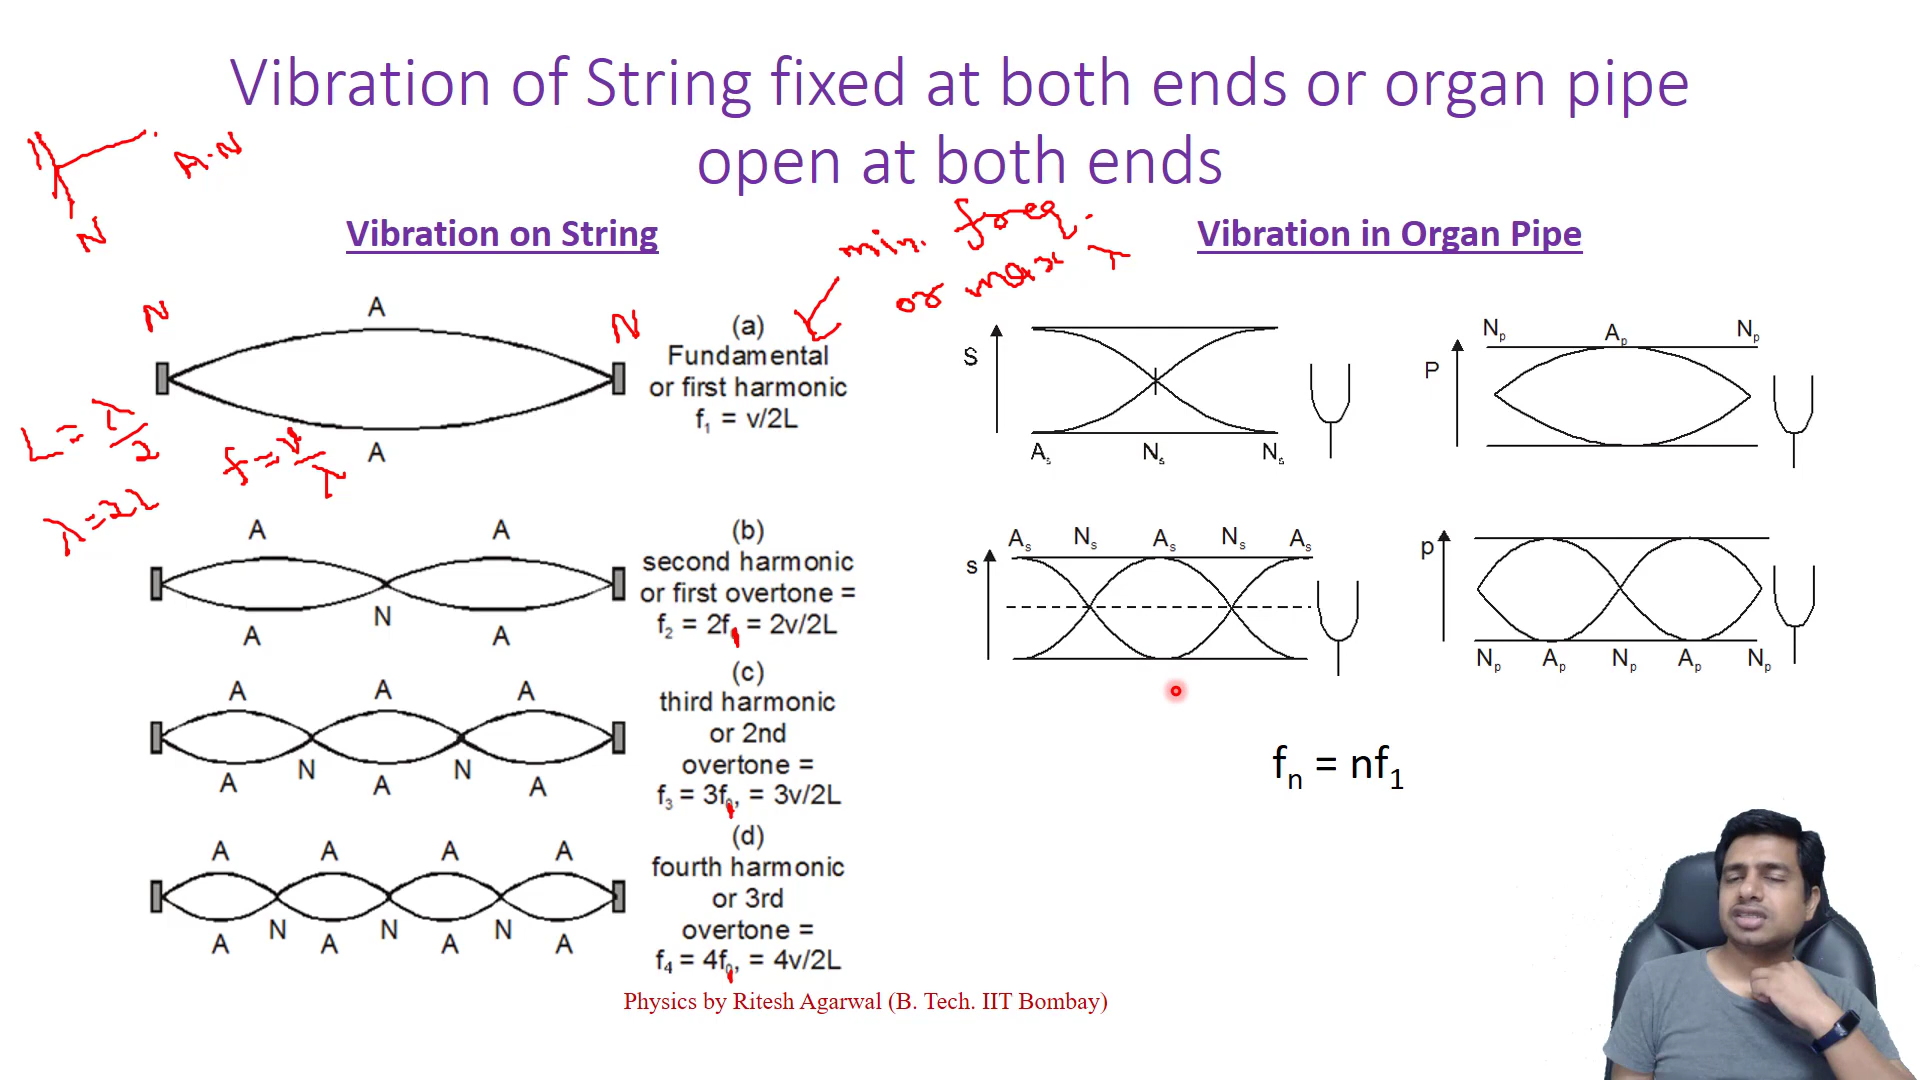 Vibration of String fixed at both ends or organ pipe
open at both ends
A.N
N
Vibration on String
min. freq.
or max λ
Vibration in Organ Pipe
N
A
N
A
(a)
Fundamental
or first harmonic
f₁ = v/2L
L = λ/2
f = v/λ
λ = 2L
A A
N
A A
(b)
second harmonic
or first overtone =
f₂ = 2f₁ = 2v/2L
A A A
N N
A A A
(c)
third harmonic
or 2nd
overtone =
f₃ = 3f₁, = 3v/2L
A A A A
N N N
A A A A
(d)
fourth harmonic
or 3rd
overtone =
f₄ = 4f₁, = 4v/2L
S
Aₛ Nₛ Nₛ
Nₚ Aₚ Nₚ
P
Aₛ Nₛ Aₛ Nₛ Aₛ
s
p
Nₚ Aₚ Nₚ Aₚ Nₚ
fₙ = nf₁
Physics by Ritesh Agarwal (B. Tech. IIT Bombay)